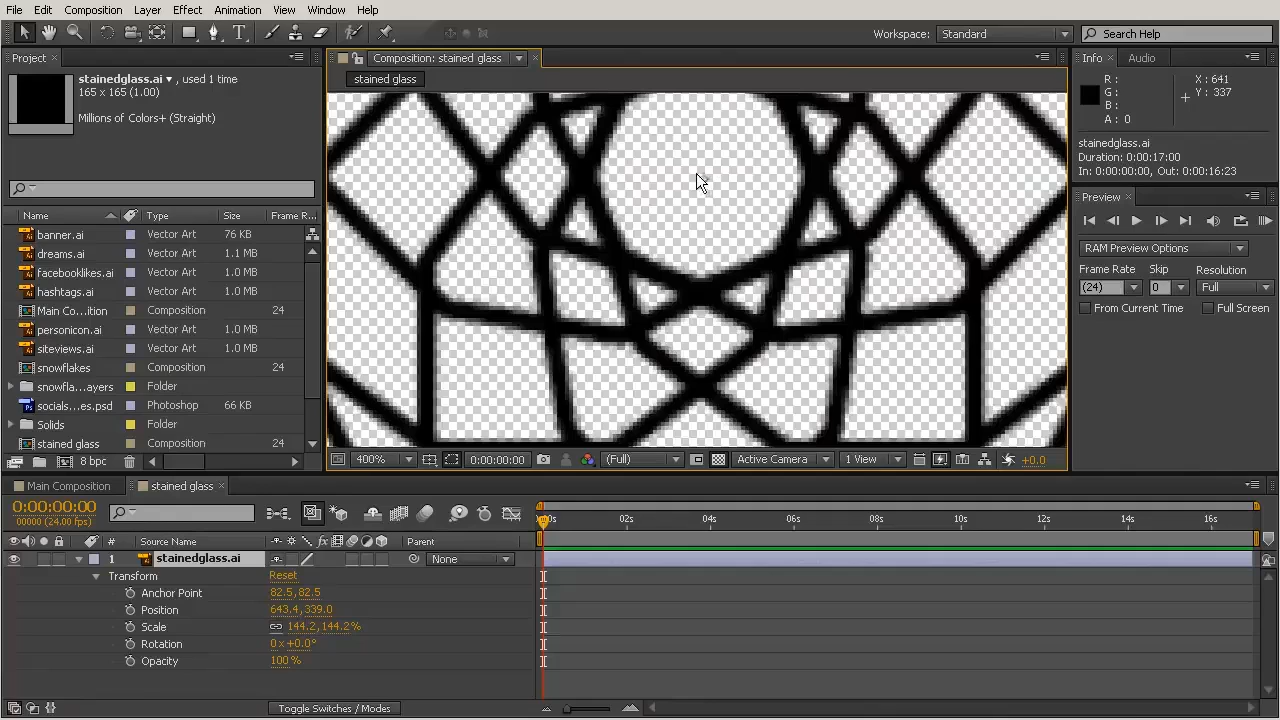 File Edit Composition Layer Effect Animation View Window Help
Workspace: Standard Search Help
Project
stainedglass.ai , used 1 time
165 x 165 (1.00)
Millions of Colors+ (Straight)
Name Type Size Frame R...
banner.ai Vector Art 76 KB
dreams.ai Vector Art 1.1 MB
facebooklikes.ai Vector Art 1.0 MB
hashtags.ai Vector Art 1.0 MB
Main Co...ition Composition 24
personicon.ai Vector Art 1.0 MB
siteviews.ai Vector Art 1.0 MB
snowflakes Composition 24
snowfla...ayers Folder
socials...es.psd Photoshop 66 KB
Solids Folder
stained glass Composition 24
8 bpc
Composition: stained glass
stained glass
400% 0:00:00:00 (Full) Active Camera 1 View +0.0
Info Audio
R : X : 641
G : Y : 337
B :
A : 0
stainedglass.ai
Duration: 0:00:17:00
In: 0:00:00:00, Out: 0:00:16:23
Preview
RAM Preview Options
Frame Rate Skip Resolution
(24) 0 Full
From Current Time Full Screen
Main Composition stained glass
0:00:00:00
00000 (24.00 fps)
# Source Name Parent
1 stainedglass.ai None
Transform Reset
Anchor Point 82.5,82.5
Position 643.4,339.0
Scale 144.2,144.2%
Rotation 0x+0.0°
Opacity 100%
02s 04s 06s 08s 10s 12s 14s 16s
Toggle Switches / Modes